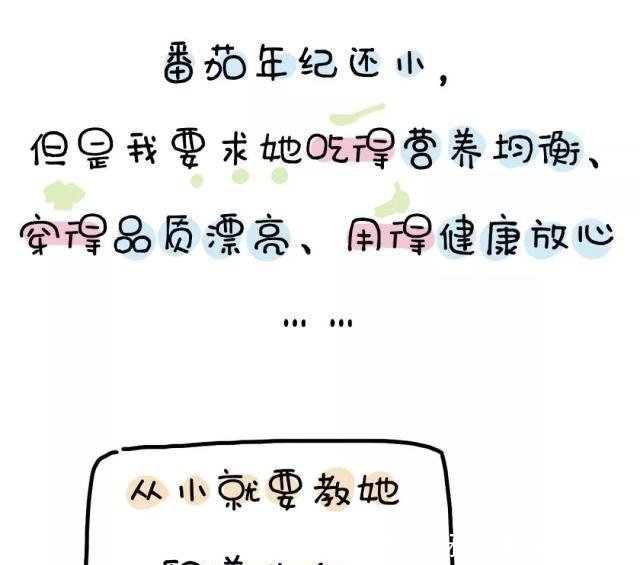 番茄年纪还小，
但是我要求她吃得营养均衡、
穿得品质漂亮、用得健康放心
... ...
从小就要教她